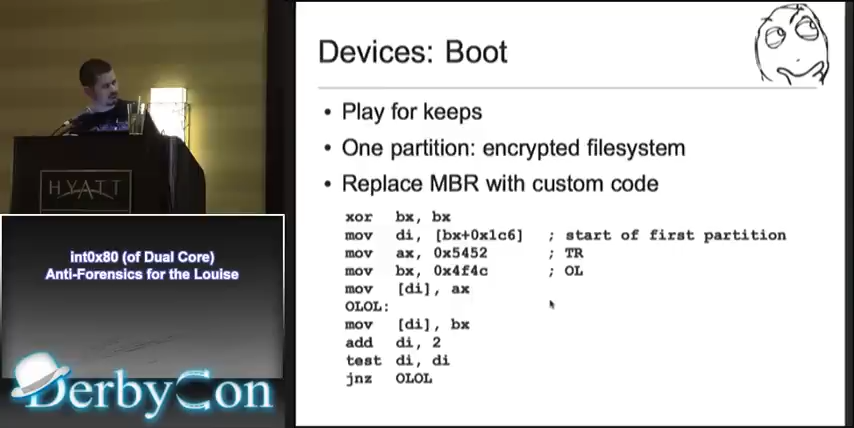 Devices: Boot
• Play for keeps
• One partition: encrypted filesystem
• Replace MBR with custom code
xor bx, bx
mov di, [bx+0x1c6] ; start of first partition
mov ax, 0x5452 ; TR
mov bx, 0x4f4c ; OL
mov [di], ax
OLOL:
mov [di], bx
add di, 2
test di, di
jnz OLOL
HYATT
int0x80 (of Dual Core)
Anti-Forensics for the Louise
DerbyCon